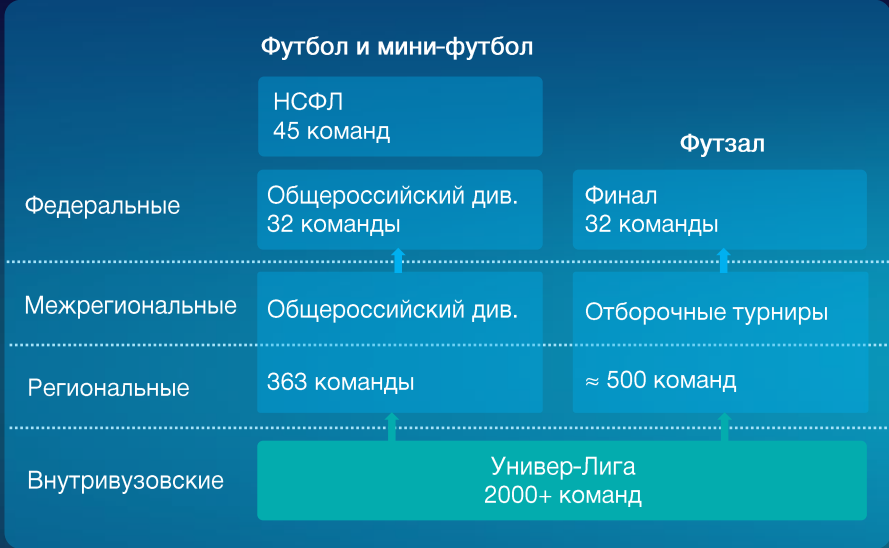 Футбол и мини-футбол
НСФЛ
45 команд
Футзал
Федеральные
Общероссийский див.
32 команды
Финал
32 команды
Межрегиональные
Общероссийский див.
Отборочные турниры
Региональные
363 команды
≈ 500 команд
Внутривузовские
Универ-Лига
2000+ команд